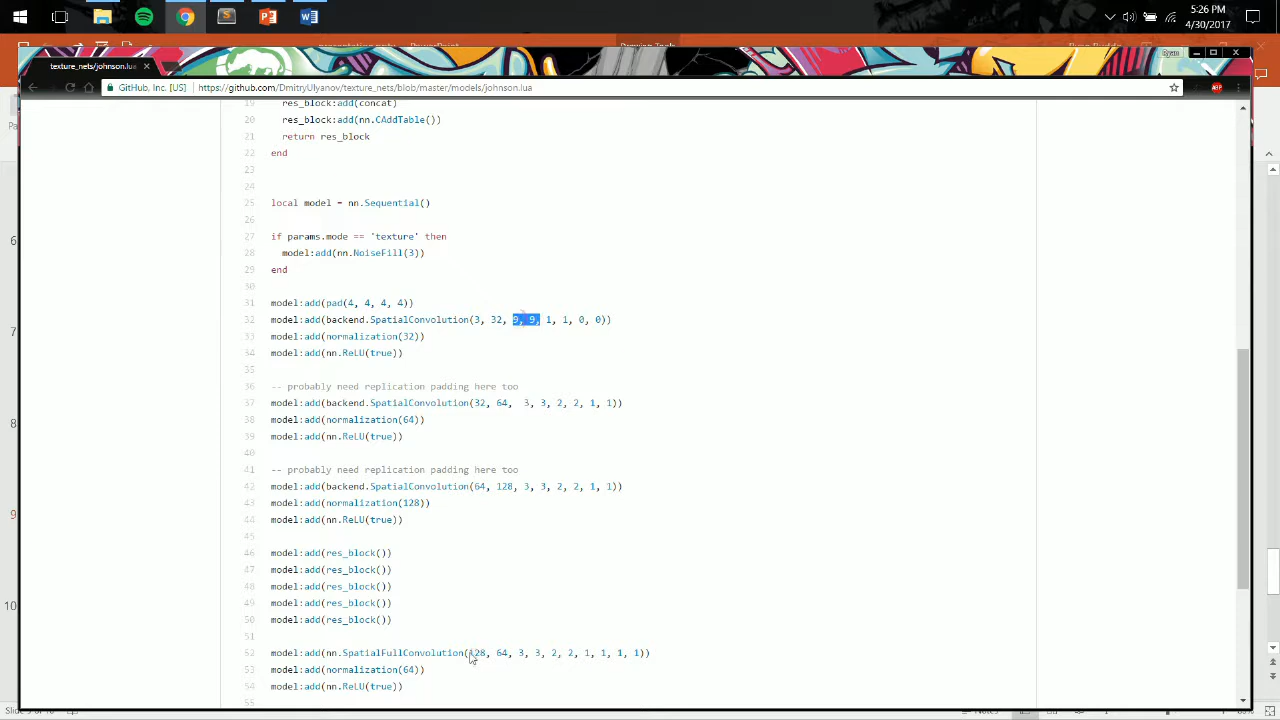 5:26 PM
4/30/2017
Ryan
texture_nets/johnson.lua
GitHub, Inc. [US]
https://github.com/DmitryUlyanov/texture_nets/blob/master/models/johnson.lua
ABP
19 res_block:add(concat)
20 res_block:add(nn.CAddTable())
21 return res_block
22 end
23
24
25 local model = nn.Sequential()
26
27 if params.mode == 'texture' then
28 model:add(nn.NoiseFill(3))
29 end
30
31 model:add(pad(4, 4, 4, 4))
32 model:add(backend.SpatialConvolution(3, 32, 9, 9, 1, 1, 0, 0))
33 model:add(normalization(32))
34 model:add(nn.ReLU(true))
35
36 -- probably need replication padding here too
37 model:add(backend.SpatialConvolution(32, 64, 3, 3, 2, 2, 1, 1))
38 model:add(normalization(64))
39 model:add(nn.ReLU(true))
40
41 -- probably need replication padding here too
42 model:add(backend.SpatialConvolution(64, 128, 3, 3, 2, 2, 1, 1))
43 model:add(normalization(128))
44 model:add(nn.ReLU(true))
45
46 model:add(res_block())
47 model:add(res_block())
48 model:add(res_block())
49 model:add(res_block())
50 model:add(res_block())
51
52 model:add(nn.SpatialFullConvolution(128, 64, 3, 3, 2, 2, 1, 1, 1, 1))
53 model:add(normalization(64))
54 model:add(nn.ReLU(true))
55
8
9
10